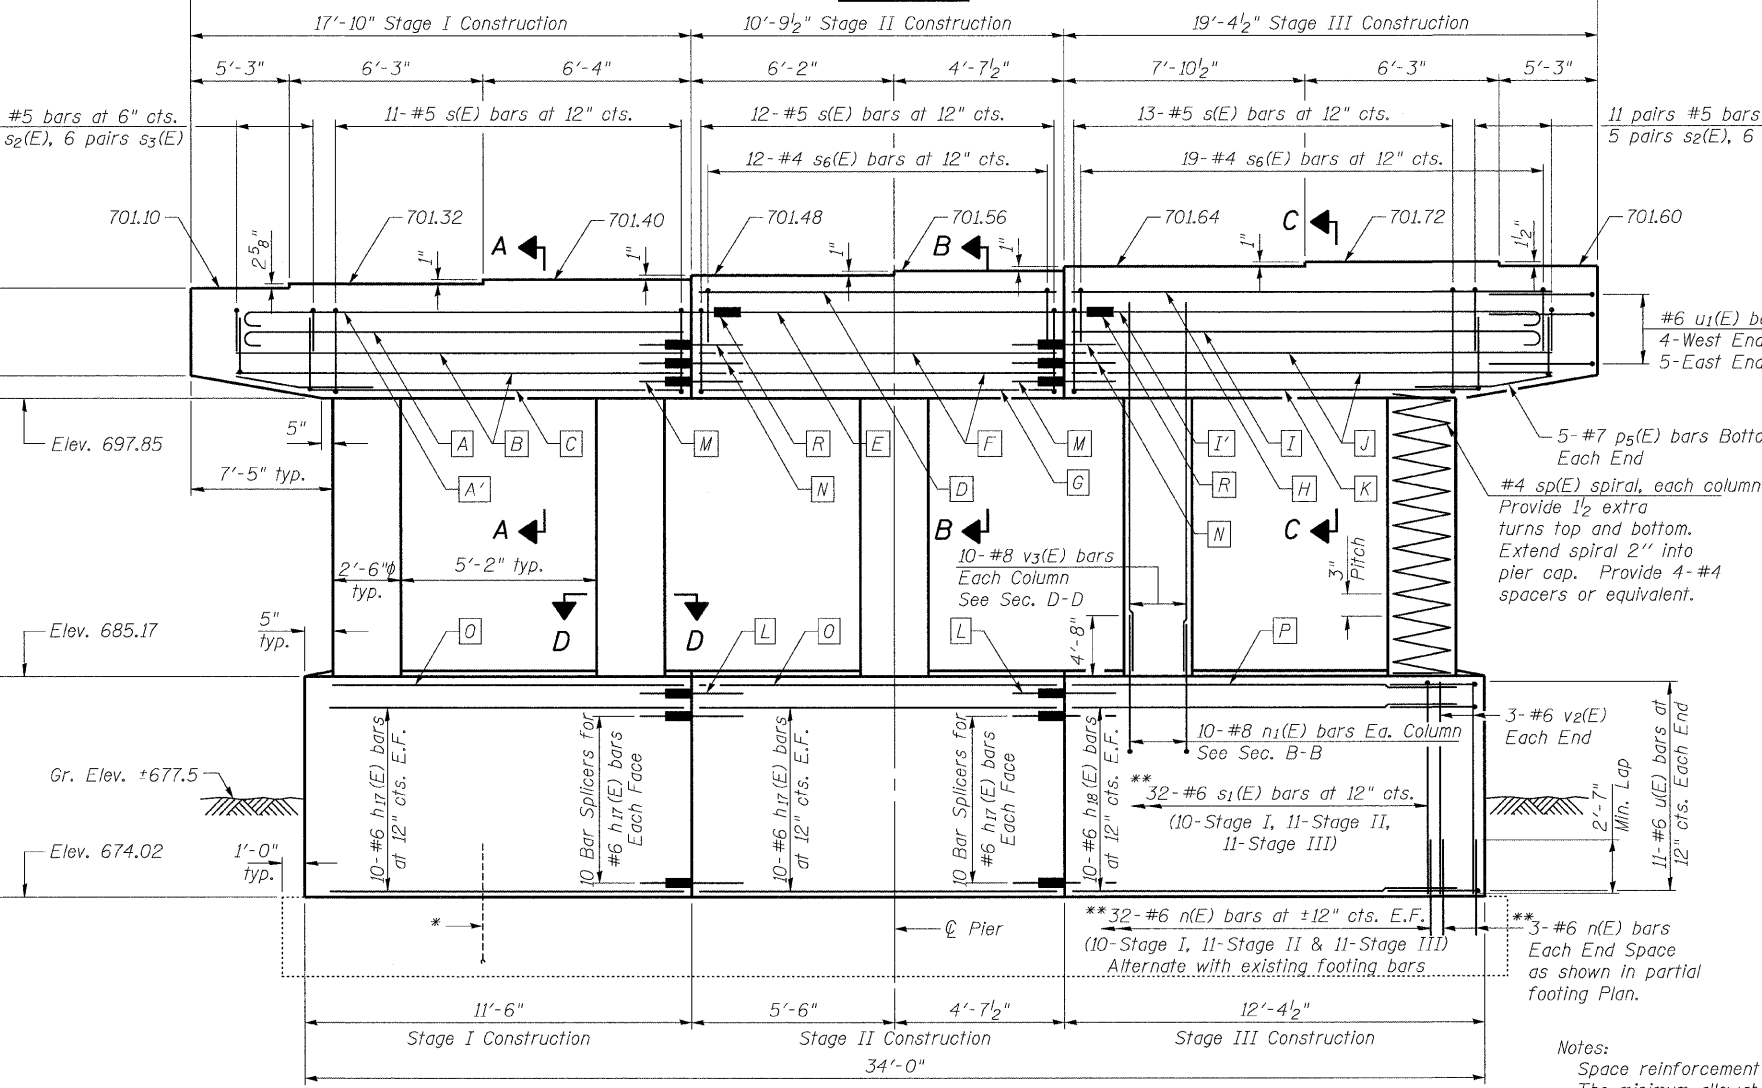 17'-10" Stage I Construction
10'-9½" Stage II Construction
19'-4½" Stage III Construction
5'-3"
6'-3"
6'-4"
6'-2"
4'-7½"
7'-10½"
6'-3"
5'-3"
#5 bars at 6" cts.
s2(E), 6 pairs s3(E)
11-#5 s(E) bars at 12" cts.
12-#5 s(E) bars at 12" cts.
13-#5 s(E) bars at 12" cts.
11 pairs #5 bars
5 pairs s2(E), 6
12-#4 s6(E) bars at 12" cts.
19-#4 s6(E) bars at 12" cts.
701.10
701.32
701.40
701.48
701.56
701.64
701.72
701.60
2⅝"
1"
A
1"
1"
B
1"
1"
C
1½"
#6 u1(E) ba
4-West End
5-East End
Elev. 697.85
5"
7'-5" typ.
A
B
C
M
R
E
F
M
I'
I
J
A'
N
D
G
R
H
K
N
5-#7 p5(E) bars Botto
Each End
#4 sp(E) spiral, each column
Provide 1½ extra
turns top and bottom.
Extend spiral 2" into
pier cap. Provide 4-#4
spacers or equivalent.
A
B
C
2'-6"ϕ
typ.
5'-2" typ.
10-#8 v3(E) bars
Each Column
See Sec. D-D
3"
Pitch
Elev. 685.17
5"
typ.
O
D
D
L
O
L
4'-8"
P
10-#6 h17(E) bars
at 12" cts. E.F.
10 Bar Splicers for
#6 h17(E) bars
Each Face
10-#6 h17(E) bars
at 12" cts. E.F.
10 Bar Splicers for
#6 h17(E) bars
Each Face
10-#6 h18(E) bars
at 12" cts. E.F.
10-#8 n1(E) bars Ea. Column
See Sec. B-B
3-#6 v2(E)
Each End
11-#6 u(E) bars at
12" cts. Each End
Gr. Elev. ±677.5
**
32-#6 s1(E) bars at 12" cts.
(10-Stage I, 11-Stage II,
11-Stage III)
2'-7"
Min. Lap
Elev. 674.02
1'-0"
typ.
*
℄ Pier
**32-#6 n(E) bars at ±12" cts. E.F.
(10-Stage I, 11-Stage II & 11-Stage III)
Alternate with existing footing bars
**
3-#6 n(E) bars
Each End Space
as shown in partial
footing Plan.
11'-6"
5'-6"
4'-7½"
12'-4½"
Stage I Construction
Stage II Construction
Stage III Construction
34'-0"
Notes:
Space reinforcement